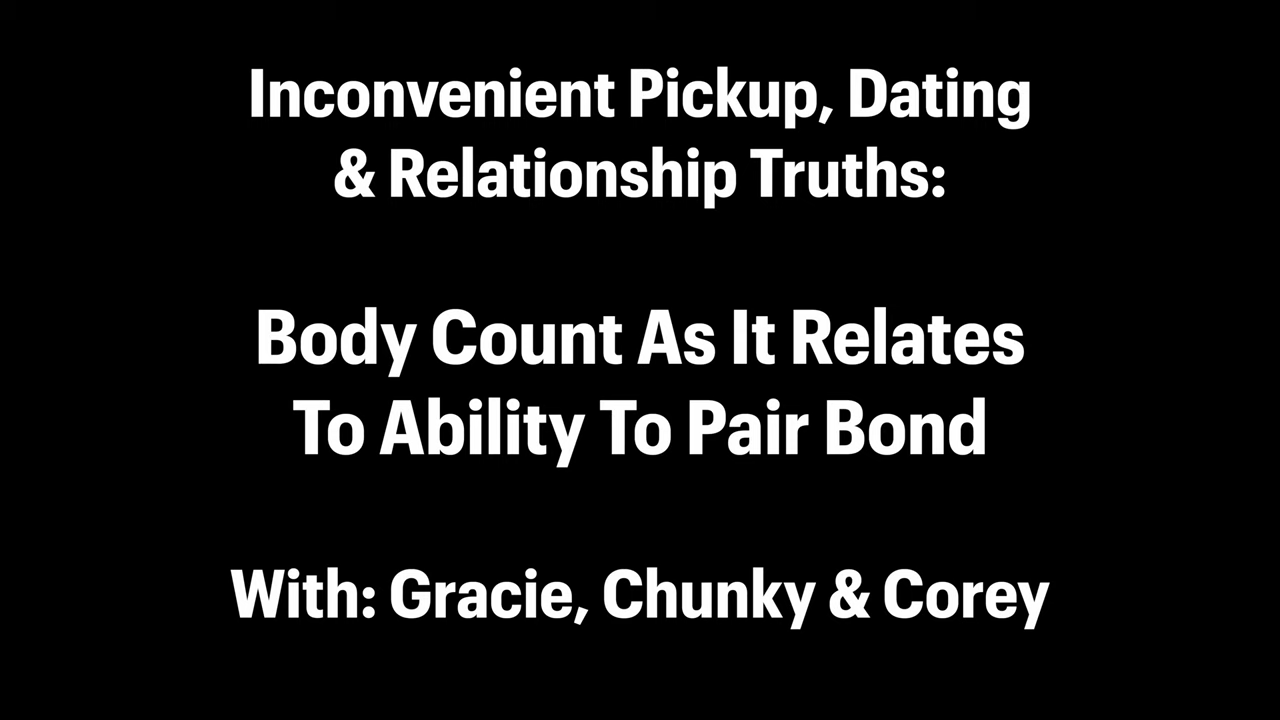 Inconvenient Pickup, Dating
& Relationship Truths:
Body Count As It Relates
To Ability To Pair Bond
With: Gracie, Chunky & Corey